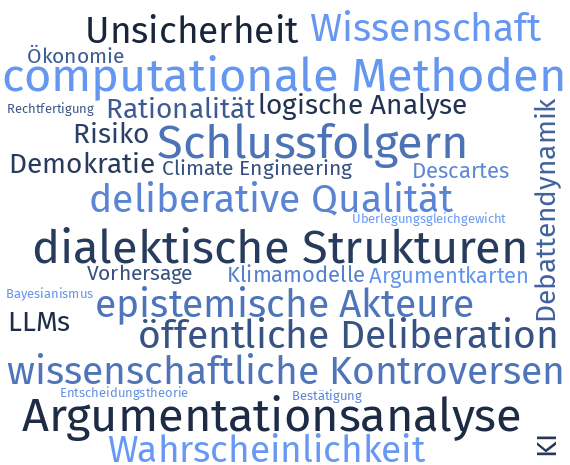 Unsicherheit
Wissenschaft
Ökonomie
computationale Methoden
Rechtfertigung
Rationalität
logische Analyse
Risiko
Schlussfolgern
Demokratie
Climate Engineering
Descartes
deliberative Qualität
Überlegungsgleichgewicht
Debattendynamik
dialektische Strukturen
Vorhersage
Klimamodelle
Argumentkarten
Bayesianismus
epistemische Akteure
LLMs
öffentliche Deliberation
wissenschaftliche Kontroversen
Entscheidungstheorie
Bestätigung
Argumentationsanalyse
Wahrscheinlichkeit
KI